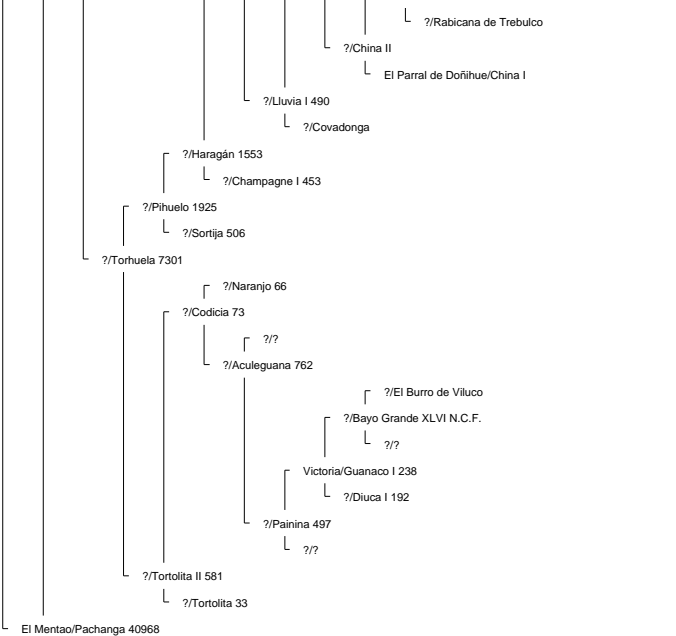 ?/Rabicana de Trebulco
?/China II
El Parral de Doñihue/China I
?/Lluvia I 490
?/Covadonga
?/Haragán 1553
?/Champagne I 453
?/Pihuelo 1925
?/Sortija 506
?/Torhuela 7301
?/Naranjo 66
?/Codicia 73
?/?
?/Aculeguana 762
?/El Burro de Viluco
?/Bayo Grande XLVI N.C.F.
?/?
Victoria/Guanaco I 238
?/Diuca I 192
?/Painina 497
?/?
?/Tortolita II 581
?/Tortolita 33
El Mentao/Pachanga 40968